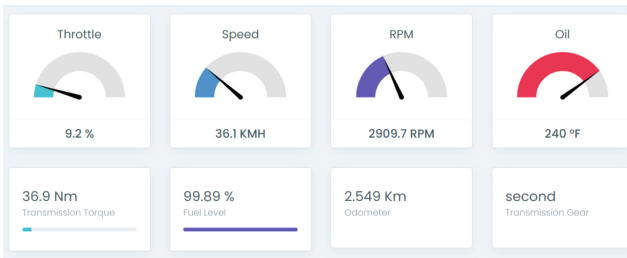 Throttle
Speed
RPM
Oil
9.2 %
36.1 KMH
2909.7 RPM
240 ºF
36.9 Nm
Transmission Torque
99.89 %
Fuel Level
2.549 Km
Odometer
second
Transmission Gear